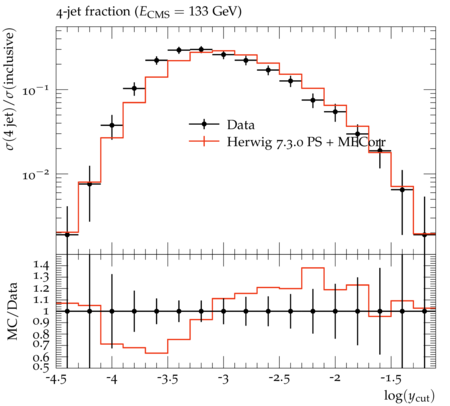 4-jet fraction (E_CMS = 133 GeV)
σ(4 jet)/σ(inclusive)
10^−1
10^−2
Data
Herwig 7.3.0 PS + MECorr
MC/Data
1.4
1.3
1.2
1.1
1
0.9
0.8
0.7
0.6
0.5
-4.5 -4 -3.5 -3 -2.5 -2 -1.5
log(y_cut)